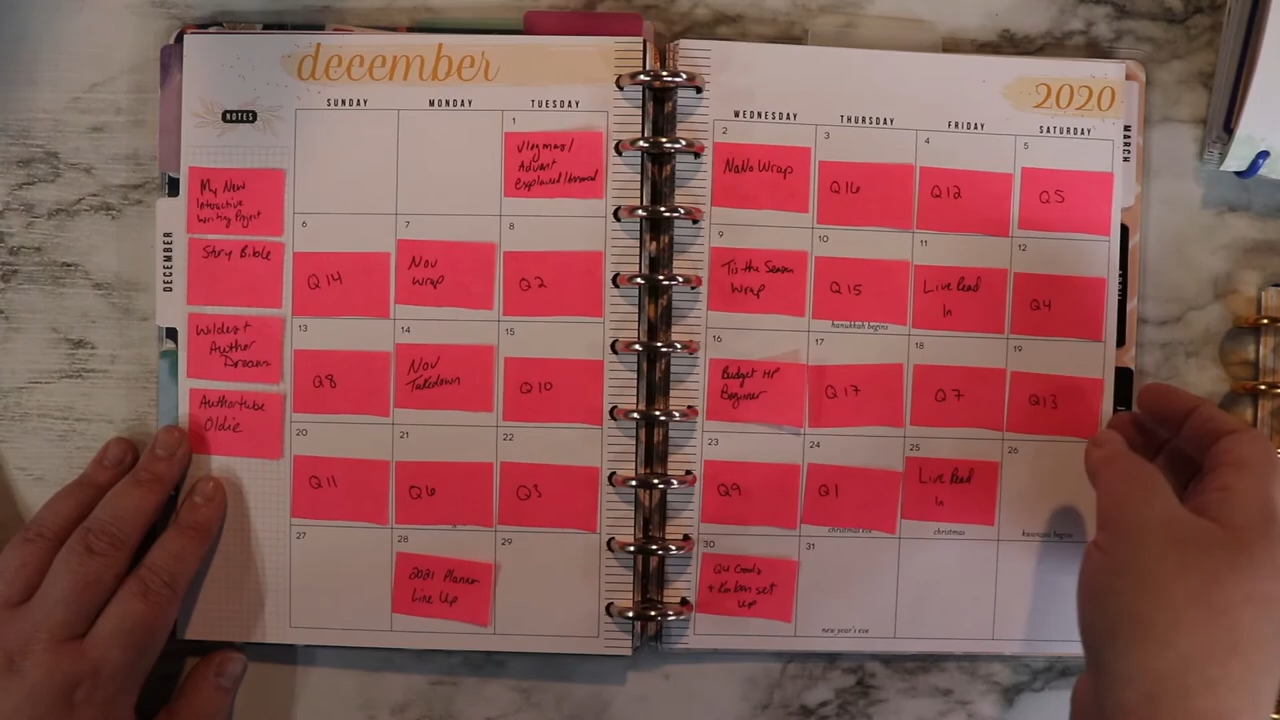 december
2020
NOTES
SUNDAY
MONDAY
TUESDAY
WEDNESDAY
THURSDAY
FRIDAY
SATURDAY
MARCH
DECEMBER
My New
Interactive
Writing Project
Story Bible
Wildest
Author
Dreams
Authortube
Oldie
1
Vlogmas/
Advent
explained/
2
NaNo Wrap
3
Q16
4
Q12
5
Q5
6
Q14
7
Nov
Wrap
8
Q2
9
Tis the Season
Wrap
10
Q15
hanukkah begins
11
Live Read
In
12
Q4
13
Q8
14
Nov
Takedown
15
Q10
16
Budget HP
Beginner
17
Q17
18
Q7
19
Q13
20
Q11
21
Q6
22
Q3
23
Q9
24
Q1
christmas eve
25
Live Read
In
christmas
26
kwanzaa begins
27
28
2021 Planner
Line Up
29
30
Q4 Goals
+ Kanban set
Up
31
new year's eve